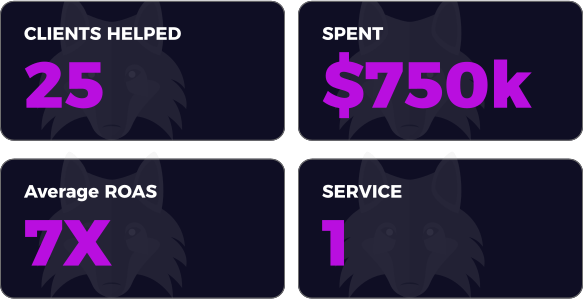 CLIENTS HELPED
25
SPENT
$750k
Average ROAS
7X
SERVICE
1